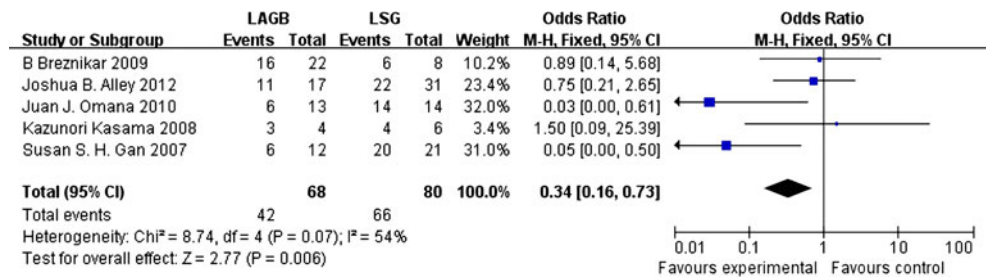 LAGB LSG Odds Ratio Odds Ratio
Study or Subgroup Events Total Events Total Weight M-H, Fixed, 95% CI M-H, Fixed, 95% CI
B Breznikar 2009 16 22 6 8 10.2% 0.89 [0.14, 5.68]
Joshua B. Alley 2012 11 17 22 31 23.4% 0.75 [0.21, 2.65]
Juan J. Omana 2010 6 13 14 14 32.0% 0.03 [0.00, 0.61]
Kazunori Kasama 2008 3 4 4 6 3.4% 1.50 [0.09, 25.39]
Susan S. H. Gan 2007 6 12 20 21 31.0% 0.05 [0.00, 0.50]
Total (95% CI) 68 80 100.0% 0.34 [0.16, 0.73]
Total events 42 66
Heterogeneity: Chi² = 8.74, df = 4 (P = 0.07); I² = 54%
Test for overall effect: Z = 2.77 (P = 0.006)
0.01 0.1 1 10 100
Favours experimental Favours control